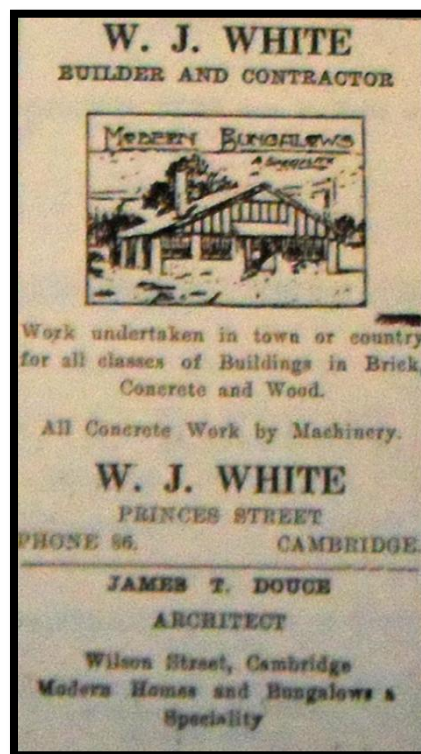 W. J. WHITE
BUILDER AND CONTRACTOR
MODERN BUNGALOWS
A SPECIALITY
Work undertaken in town or country
for all classes of Buildings in Brick,
Concrete and Wood.
All Concrete Work by Machinery.
W. J. WHITE
PRINCES STREET
PHONE 86. CAMBRIDGE.
JAMES T. DOUCE
ARCHITECT
Wilson Street, Cambridge
Modern Homes and Bungalows a
Speciality